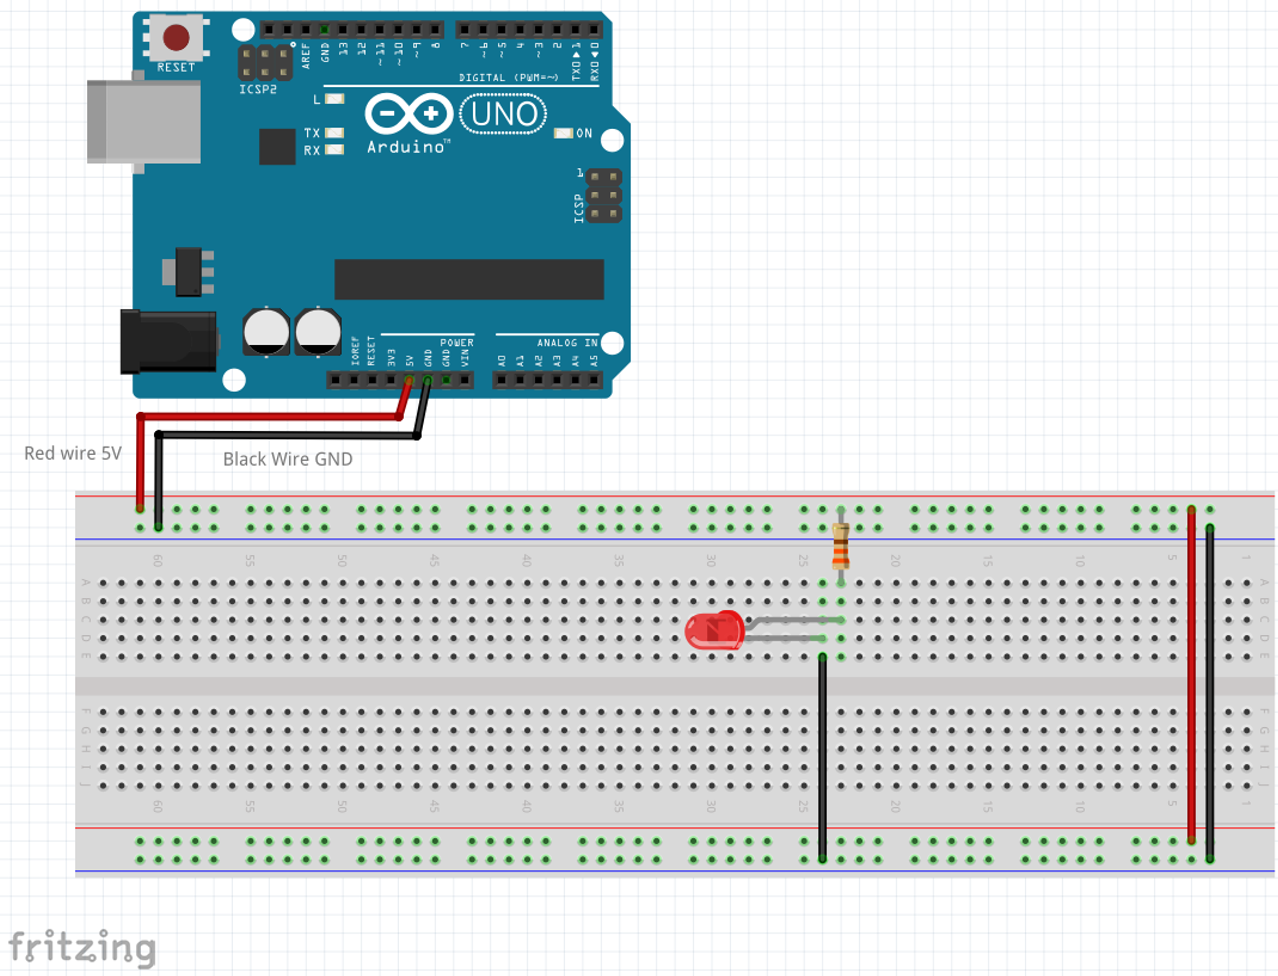 RESET
ICSP2
AREF
GND
13
12
~11
~10
~9
8
7
~6
~5
4
~3
2
TX0▶1
RX0◀0
DIGITAL (PWM=~)
L
TX
RX
Arduino™
UNO
ON
1
ICSP
IOREF
RESET
3V3
5V
GND
GND
VIN
POWER
A0
A1
A2
A3
A4
A5
ANALOG IN
Red wire 5V
Black Wire GND
60 55 50 45 40 35 30 25 20 15 10 5 1
A A
B B
C C
D D
E E
F F
G G
H H
I I
J J
60 55 50 45 40 35 30 25 20 15 10 5 1
fritzing